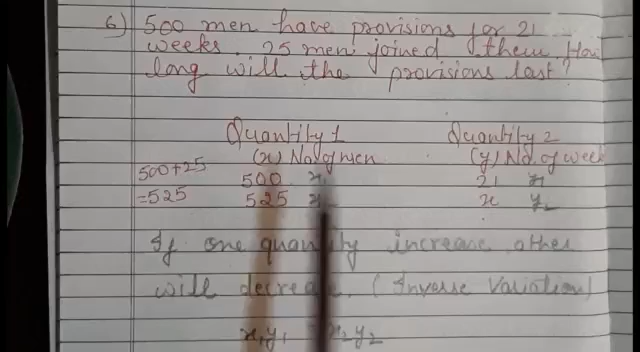 6) 500 men have provisions for 21
weeks. 25 men joined them How
long will the provisions last?
Quantity 1 Quantity 2
(x) No. of men (y) No. of week
500+25 500 x₁ 21 y₁
=525 525 x₂ x y₂
If one quantity increase other
will decrease. (Inverse Variation)
x₁y₁ = x₂y₂